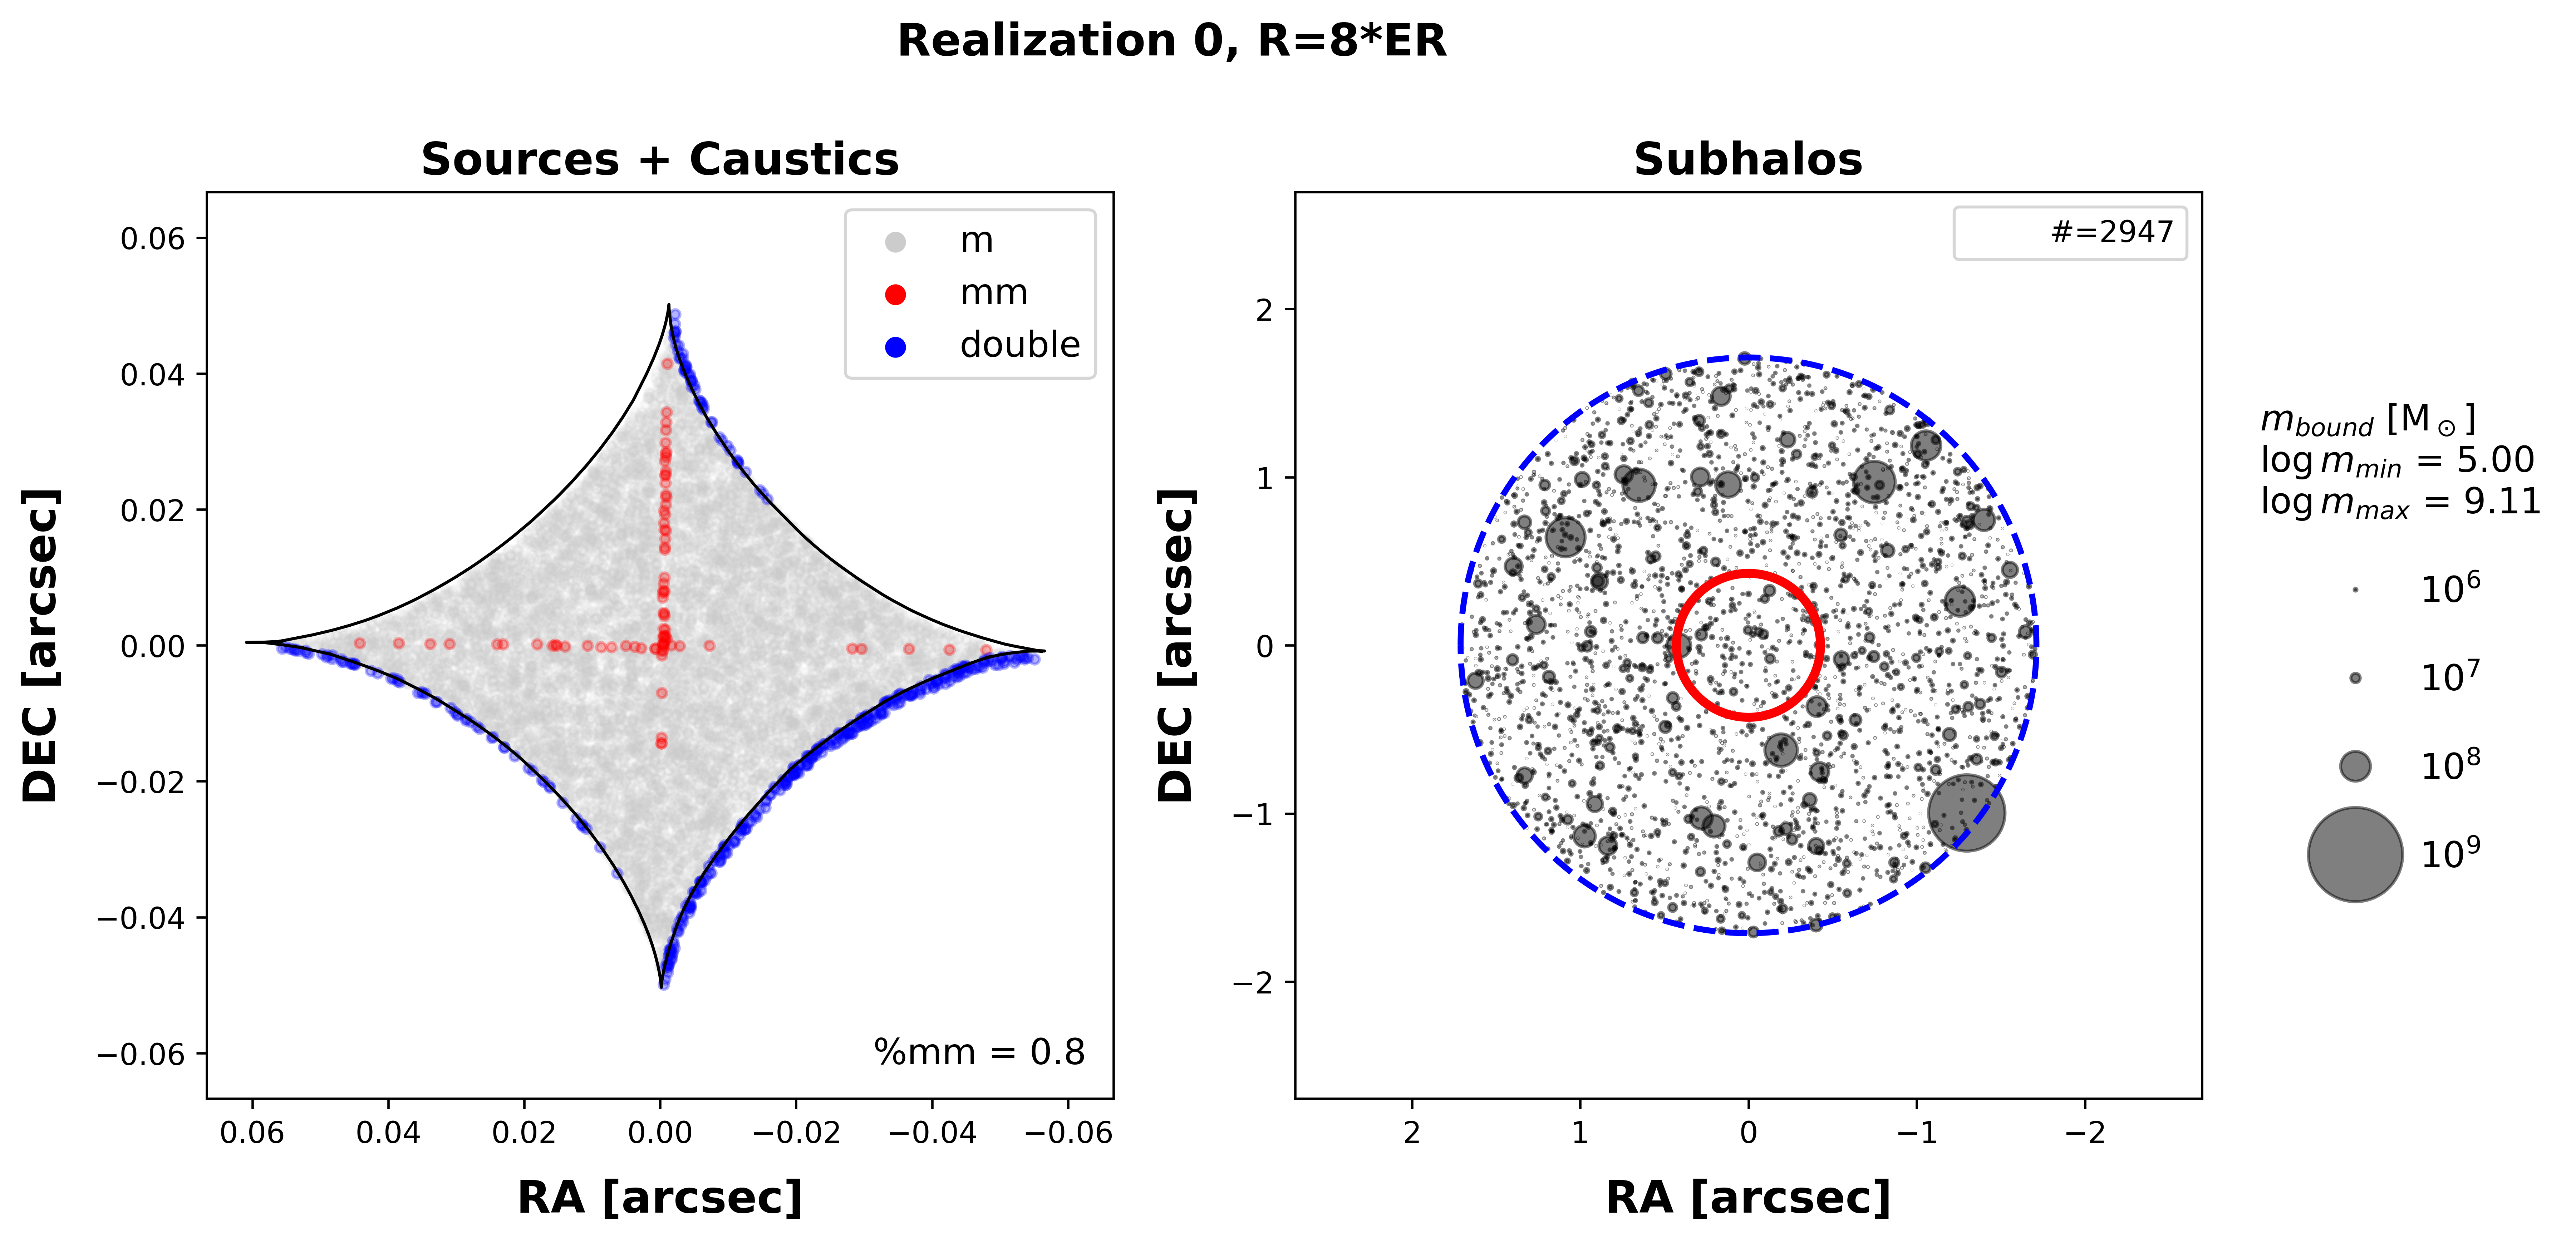 Realization 0, R=8*ER
Sources + Caustics
m
mm
double
0.06
0.04
0.02
0.00
−0.02
−0.04
−0.06
DEC [arcsec]
%mm = 0.8
0.06 0.04 0.02 0.00 −0.02 −0.04 −0.06
RA [arcsec]
Subhalos
#=2947
2
1
0
−1
−2
DEC [arcsec]
2 1 0 −1 −2
RA [arcsec]
m_bound [M_⊙]
log m_min = 5.00
log m_max = 9.11
10^6
10^7
10^8
10^9